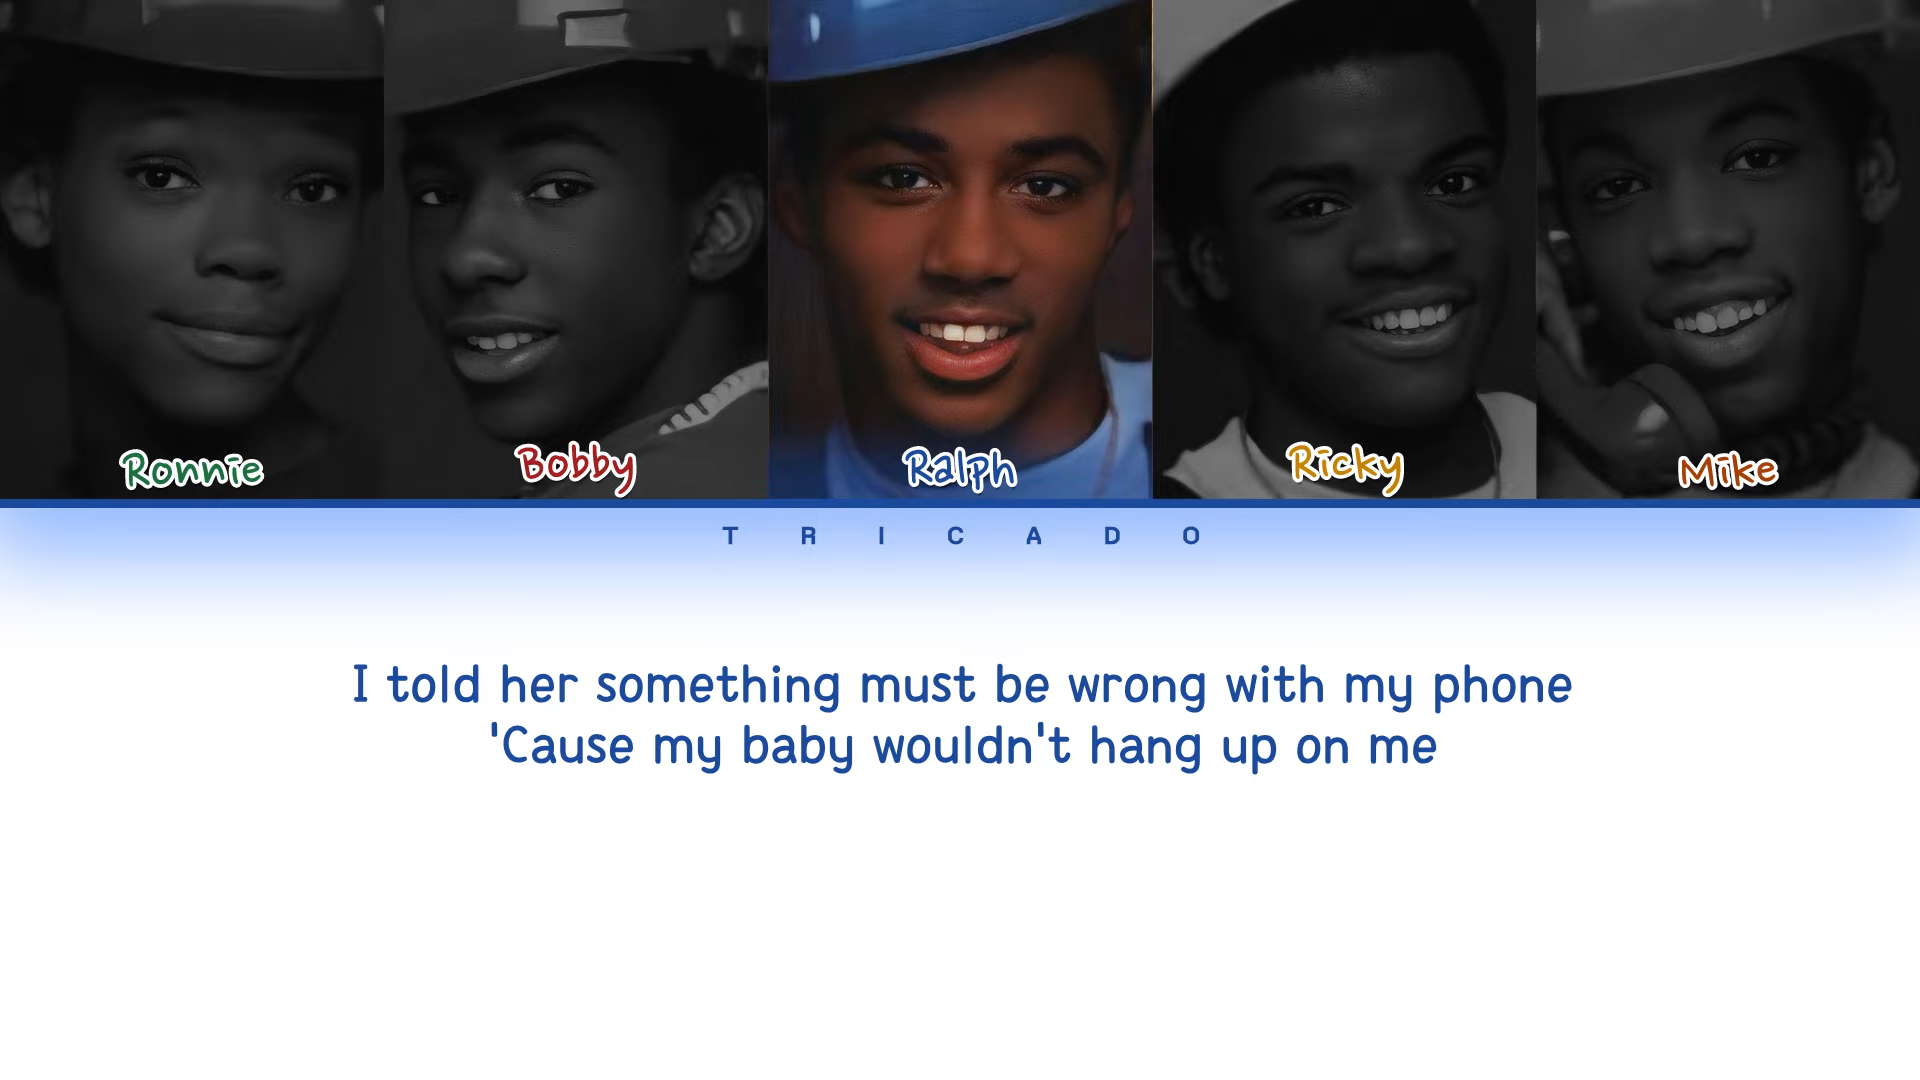 Ronnie
Bobby
Ralph
Ricky
Mike
TRICADO
I told her something must be wrong with my phone
'Cause my baby wouldn't hang up on me